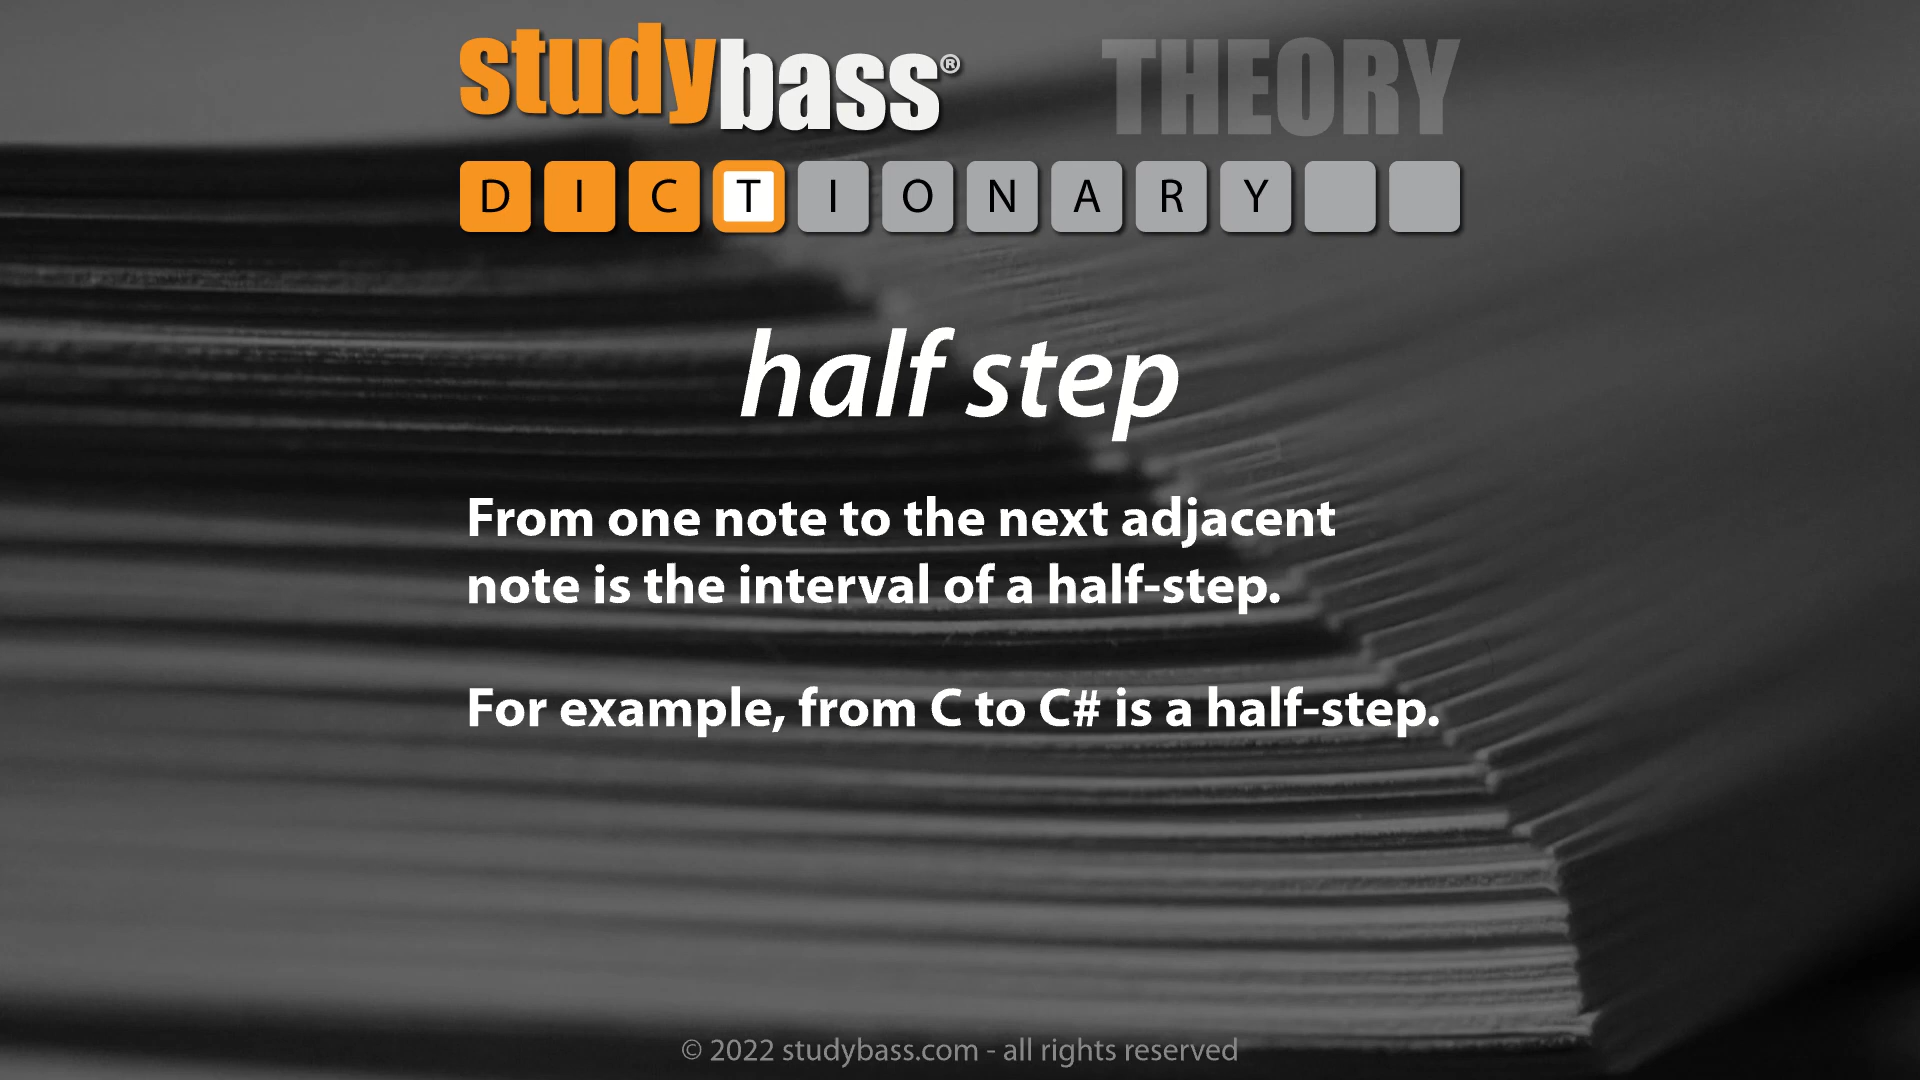 studybass® THEORY
DICTIONARY
half step
From one note to the next adjacent
note is the interval of a half-step.
For example, from C to C# is a half-step.
© 2022 studybass.com - all rights reserved